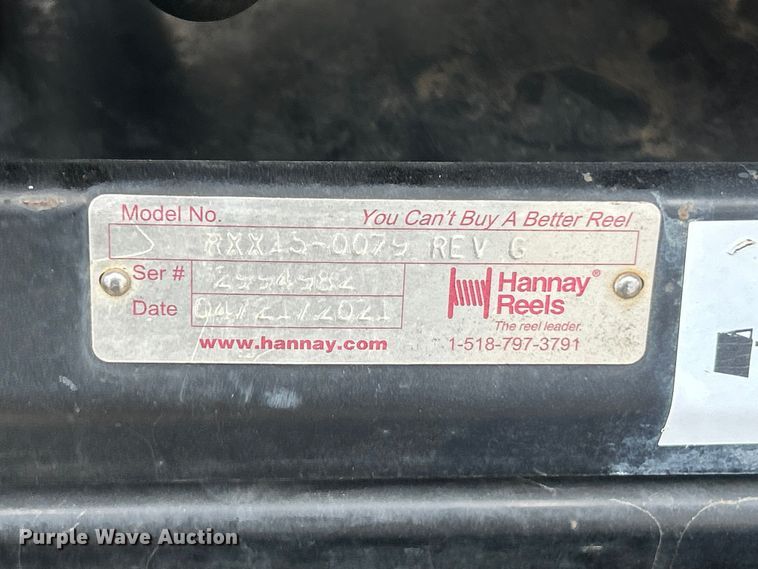 Model No. You Can't Buy A Better Reel
RXX15-0079 REV G
Ser #
Date
Hannay®
Reels
The reel leader.
www.hannay.com 1-518-797-3791
Purple Wave Auction